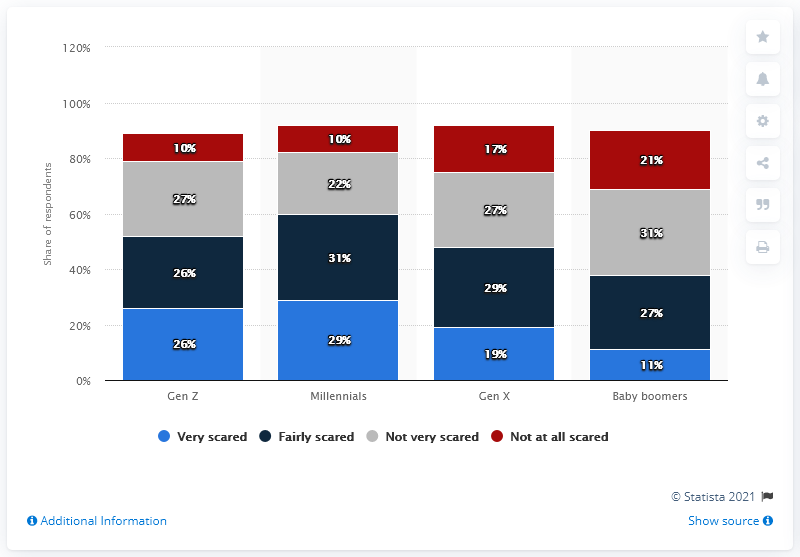 120%
100%
80%
60%
40%
20%
0%
Share of respondents
10% 10% 17% 21%
27% 22% 27% 31%
26% 31% 29% 27%
26% 29% 19% 11%
Gen Z Millennials Gen X Baby boomers
Very scared Fairly scared Not very scared Not at all scared
© Statista 2021
Additional Information Show source